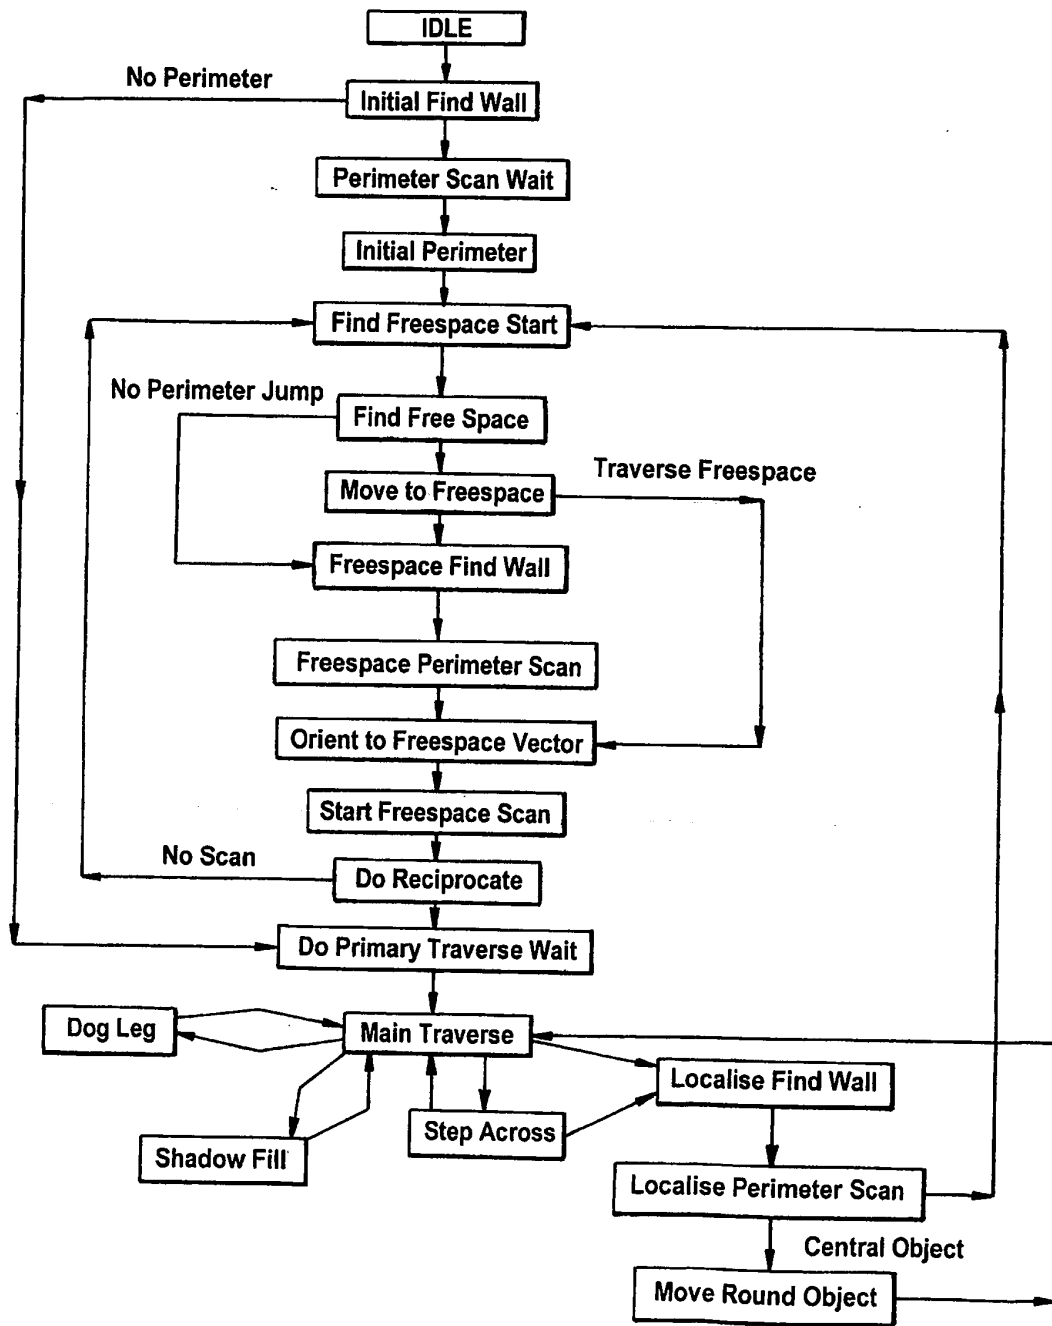 IDLE
No Perimeter
Initial Find Wall
Perimeter Scan Wait
Initial Perimeter
Find Freespace Start
No Perimeter Jump
Find Free Space
Traverse Freespace
Move to Freespace
Freespace Find Wall
Freespace Perimeter Scan
Orient to Freespace Vector
Start Freespace Scan
No Scan
Do Reciprocate
Do Primary Traverse Wait
Dog Leg
Main Traverse
Localise Find Wall
Step Across
Shadow Fill
Localise Perimeter Scan
Central Object
Move Round Object